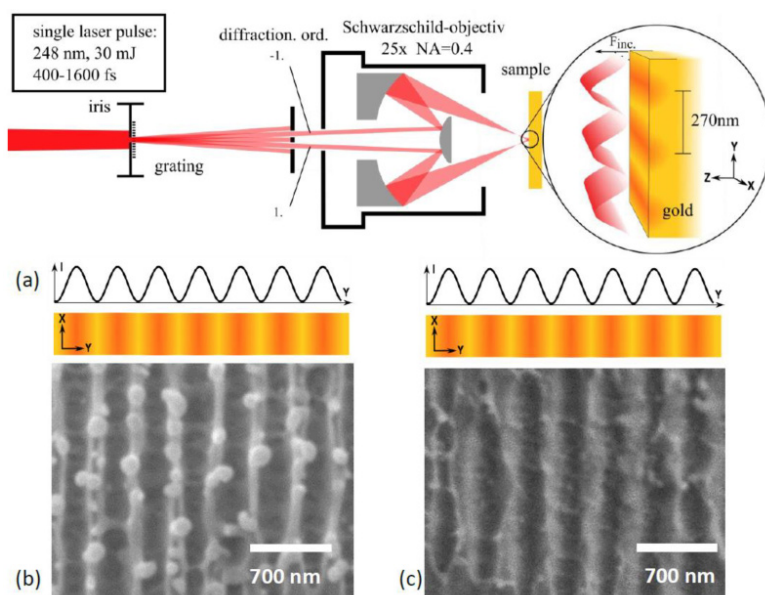 single laser pulse:
248 nm, 30 mJ
400-1600 fs
iris
grating
diffraction. ord.
-1.
1.
Schwarzschild-objectiv
25x NA=0.4
sample
F inc.
270nm
Y
Z
X
gold
(a)
I
Y
X
Y
I
Y
X
Y
700 nm
(b)
700 nm
(c)